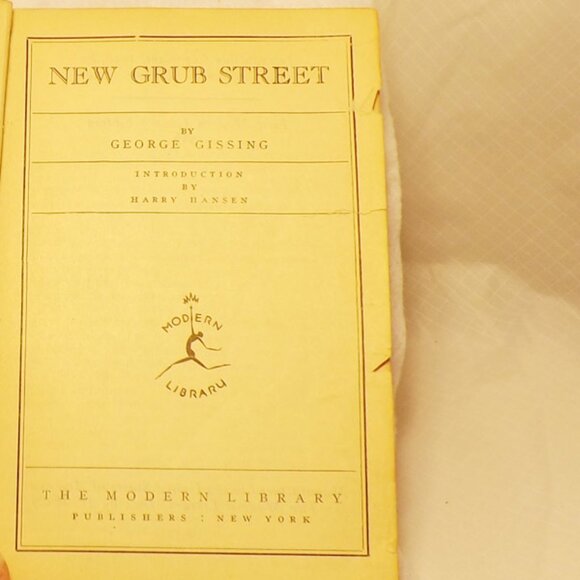 NEW GRUB STREET
BY
GEORGE GISSING
INTRODUCTION
BY
HARRY HANSEN
MODERN
LIBRARY
THE MODERN LIBRARY
PUBLISHERS : NEW YORK